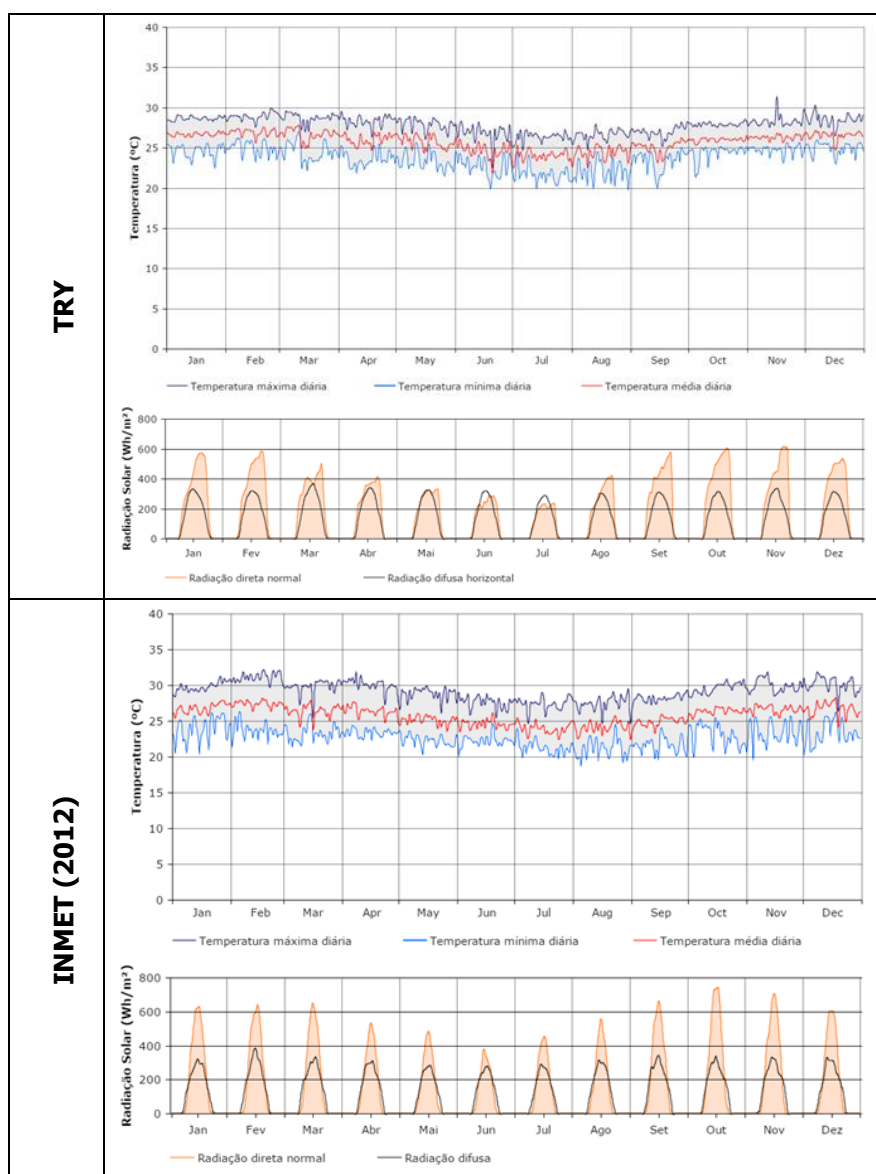 TRY
Temperatura (ºC)
40
35
30
25
20
15
10
5
0
Jan Feb Mar Apr May Jun Jul Aug Sep Oct Nov Dec
Temperatura máxima diária Temperatura mínima diária Temperatura média diária
Radiação Solar (Wh/m²)
800
600
400
200
0
Jan Fev Mar Abr Mai Jun Jul Ago Set Out Nov Dez
Radiação direta normal Radiação difusa horizontal
INMET (2012)
Temperatura (ºC)
40
35
30
25
20
15
10
5
0
Jan Feb Mar Apr May Jun Jul Aug Sep Oct Nov Dec
Temperatura máxima diária Temperatura mínima diária Temperatura média diária
Radiação Solar (Wh/m²)
800
600
400
200
0
Jan Fev Mar Abr Mai Jun Jul Ago Set Out Nov Dez
Radiação direta normal Radiação difusa